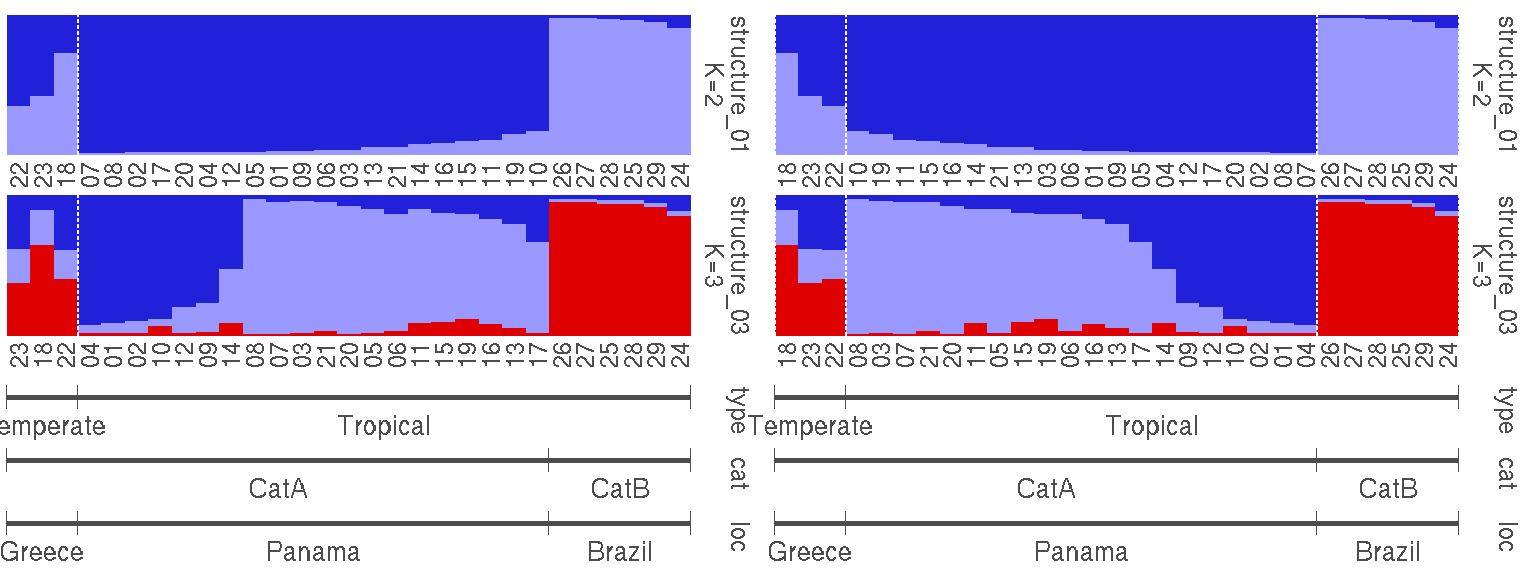 structure_01
K=2
22 23 18 07 08 02 17 20 04 12 05 01 09 06 03 13 21 14 16 15 11 19 10 26 27 28 25 29 24
structure_03
K=3
23 18 22 04 01 02 10 12 09 14 08 07 03 21 20 05 06 11 15 19 16 13 17 26 27 25 28 29 24
type
emperate Tropical
cat
CatA CatB
loc
Greece Panama Brazil
structure_01
K=2
18 23 22 10 19 11 15 16 14 21 13 03 06 01 09 05 04 12 17 20 02 08 07 26 27 28 25 29 24
structure_03
K=3
18 23 22 08 03 07 21 20 11 05 15 19 06 16 13 17 14 09 12 10 02 01 04 26 27 28 25 29 24
type
Temperate Tropical
cat
CatA CatB
loc
Greece Panama Brazil